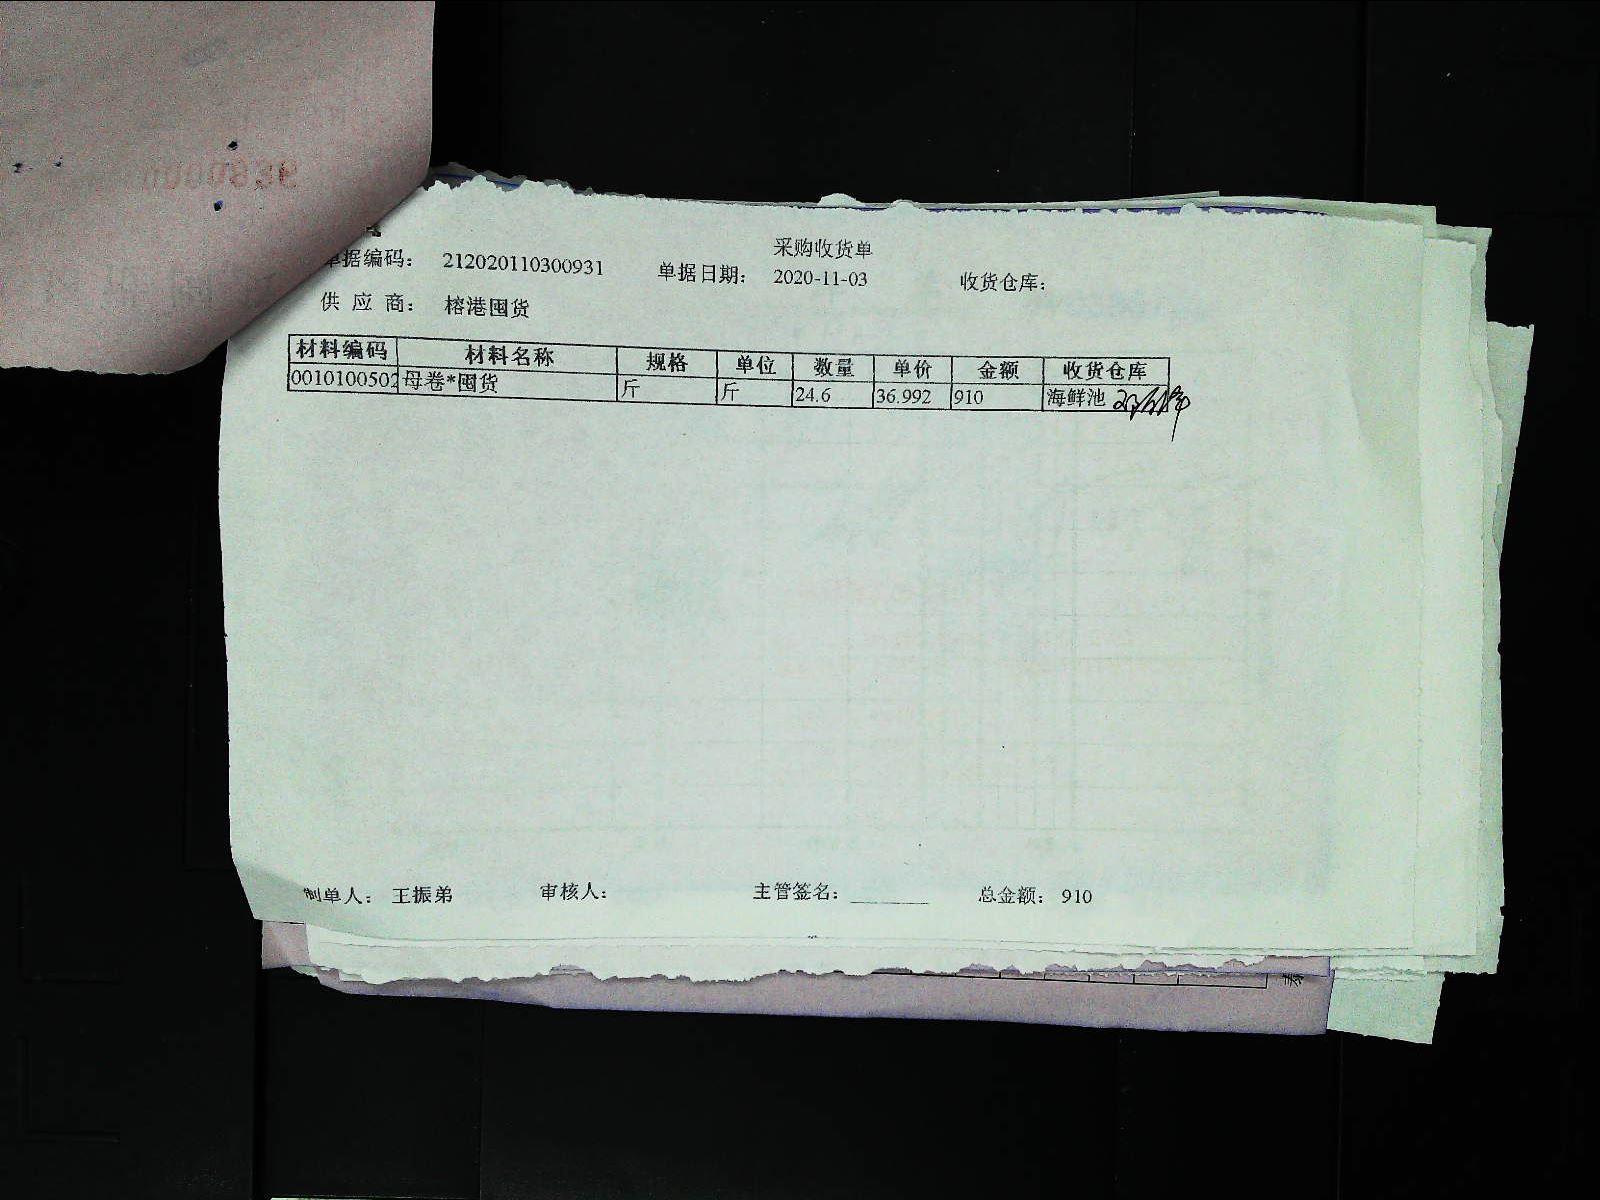 采购收货单
单据编码： 212020110300931 单据日期： 2020-11-03 收货仓库：
供 应 商： 榕港囤货
材料编码 材料名称 规格 单位 数量 单价 金额 收货仓库
0010100502 母卷*囤货 斤 斤 24.6 36.992 910 海鲜池
制单人： 王振弟 审核人： 主管签名： 总金额： 910